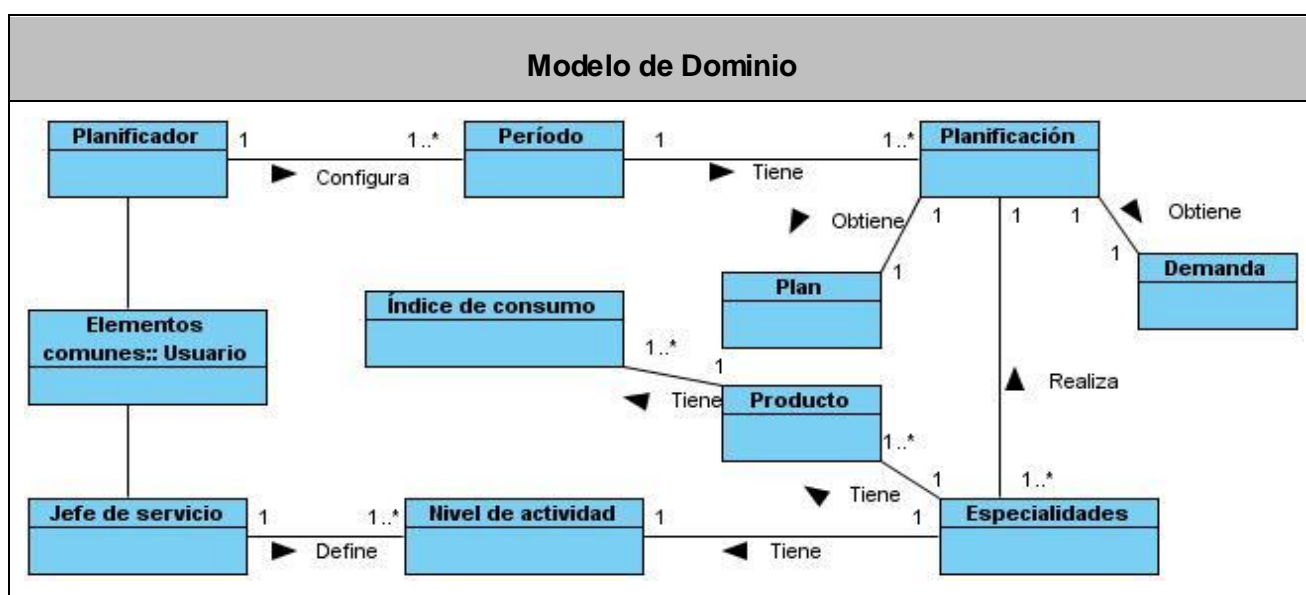 Modelo de Dominio
Planificador
1
1..*
Período
1
1..*
Planificación
Configura
Tiene
Obtiene
1
1
1
Obtiene
1
1
Plan
Demanda
Índice de consumo
Elementos
comunes:: Usuario
1..*
1
Tiene
Producto
Realiza
1..*
1
Tiene
1..*
Jefe de servicio
1
1..*
Nivel de actividad
1
1
Especialidades
Define
Tiene